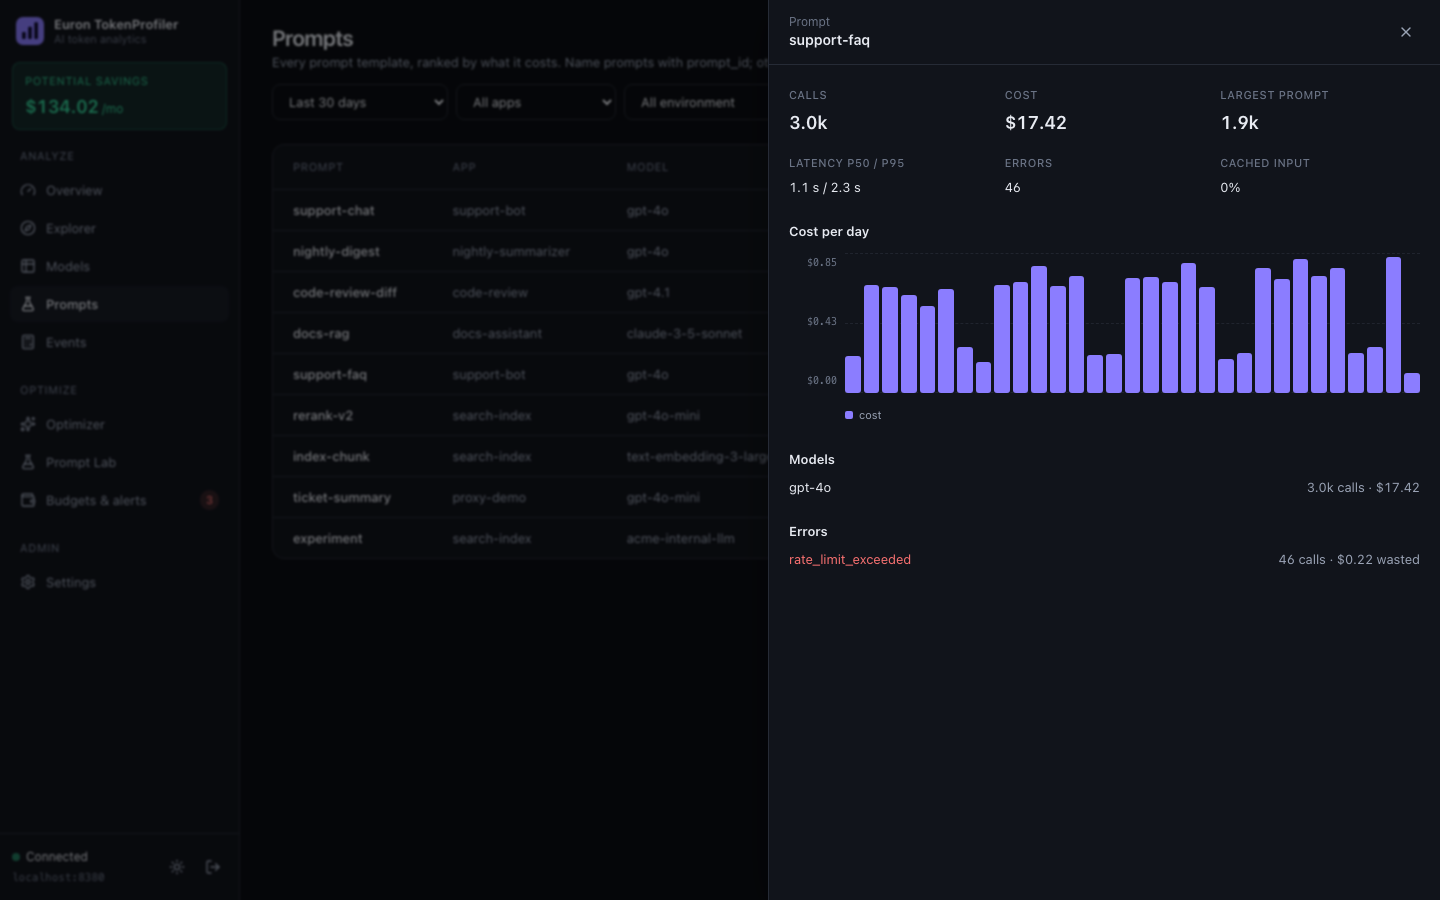 Euron TokenProfiler
AI token analytics
POTENTIAL SAVINGS
$134.02 /mo
ANALYZE
Overview
Explorer
Models
Prompts
Events
OPTIMIZE
Optimizer
Prompt Lab
Budgets & alerts 3
ADMIN
Settings
Connected
localhost:8300
Prompts
Every prompt template, ranked by what it costs. Name prompts with prompt_id;
Last 30 days All apps All environment
PROMPT APP MODEL
support-chat support-bot gpt-4o
nightly-digest nightly-summarizer gpt-4o
code-review-diff code-review gpt-4.1
docs-rag docs-assistant claude-3-5-sonnet
support-faq support-bot gpt-4o
rerank-v2 search-index gpt-4o-mini
index-chunk search-index text-embedding-3-larg
ticket-summary proxy-demo gpt-4o-mini
experiment search-index acme-internal-llm
Prompt
support-faq
CALLS COST LARGEST PROMPT
3.0k $17.42 1.9k
LATENCY P50 / P95 ERRORS CACHED INPUT
1.1 s / 2.3 s 46 0%
Cost per day
$0.85
$0.43
$0.00
cost
Models
gpt-4o 3.0k calls · $17.42
Errors
rate_limit_exceeded 46 calls · $0.22 wasted